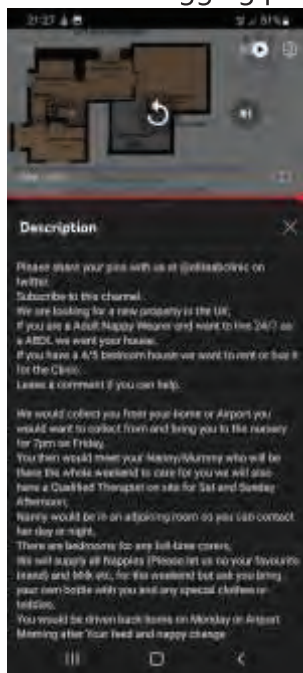 21:27
Description
Please share your pics with us at @eliteabclinic on
twitter.
Subscribe to this channel.
We are looking for a new property in the UK,
If you are a Adult Nappy Wearer and want to live 24/7 as
a ABDL we want your house.
If you have a 4/5 bedroom house we want to rent or buy it
for the Clinic.
Leave a comment if you can help.
We would collect you from your home or Airport you
would want to collect from and bring you to the nursery
for 7pm on Friday,
You then would meet your Nanny/Mummy who will be
there the whole weekend to care for you we will also
have a Qualified Therapist on site for Sat and Sunday
Afternoon,
Nanny would be in an adjoining room so you can contact
her day or night.
There are bedrooms for any full-time carers,
We will supply all Nappies (Please let us no your favourite
brand) and Milk etc, for the weekend but ask you bring
your own bottle with you and any special clothes or
teddies.
You would be driven back home on Monday or Airport
Morning after Your feed and nappy change